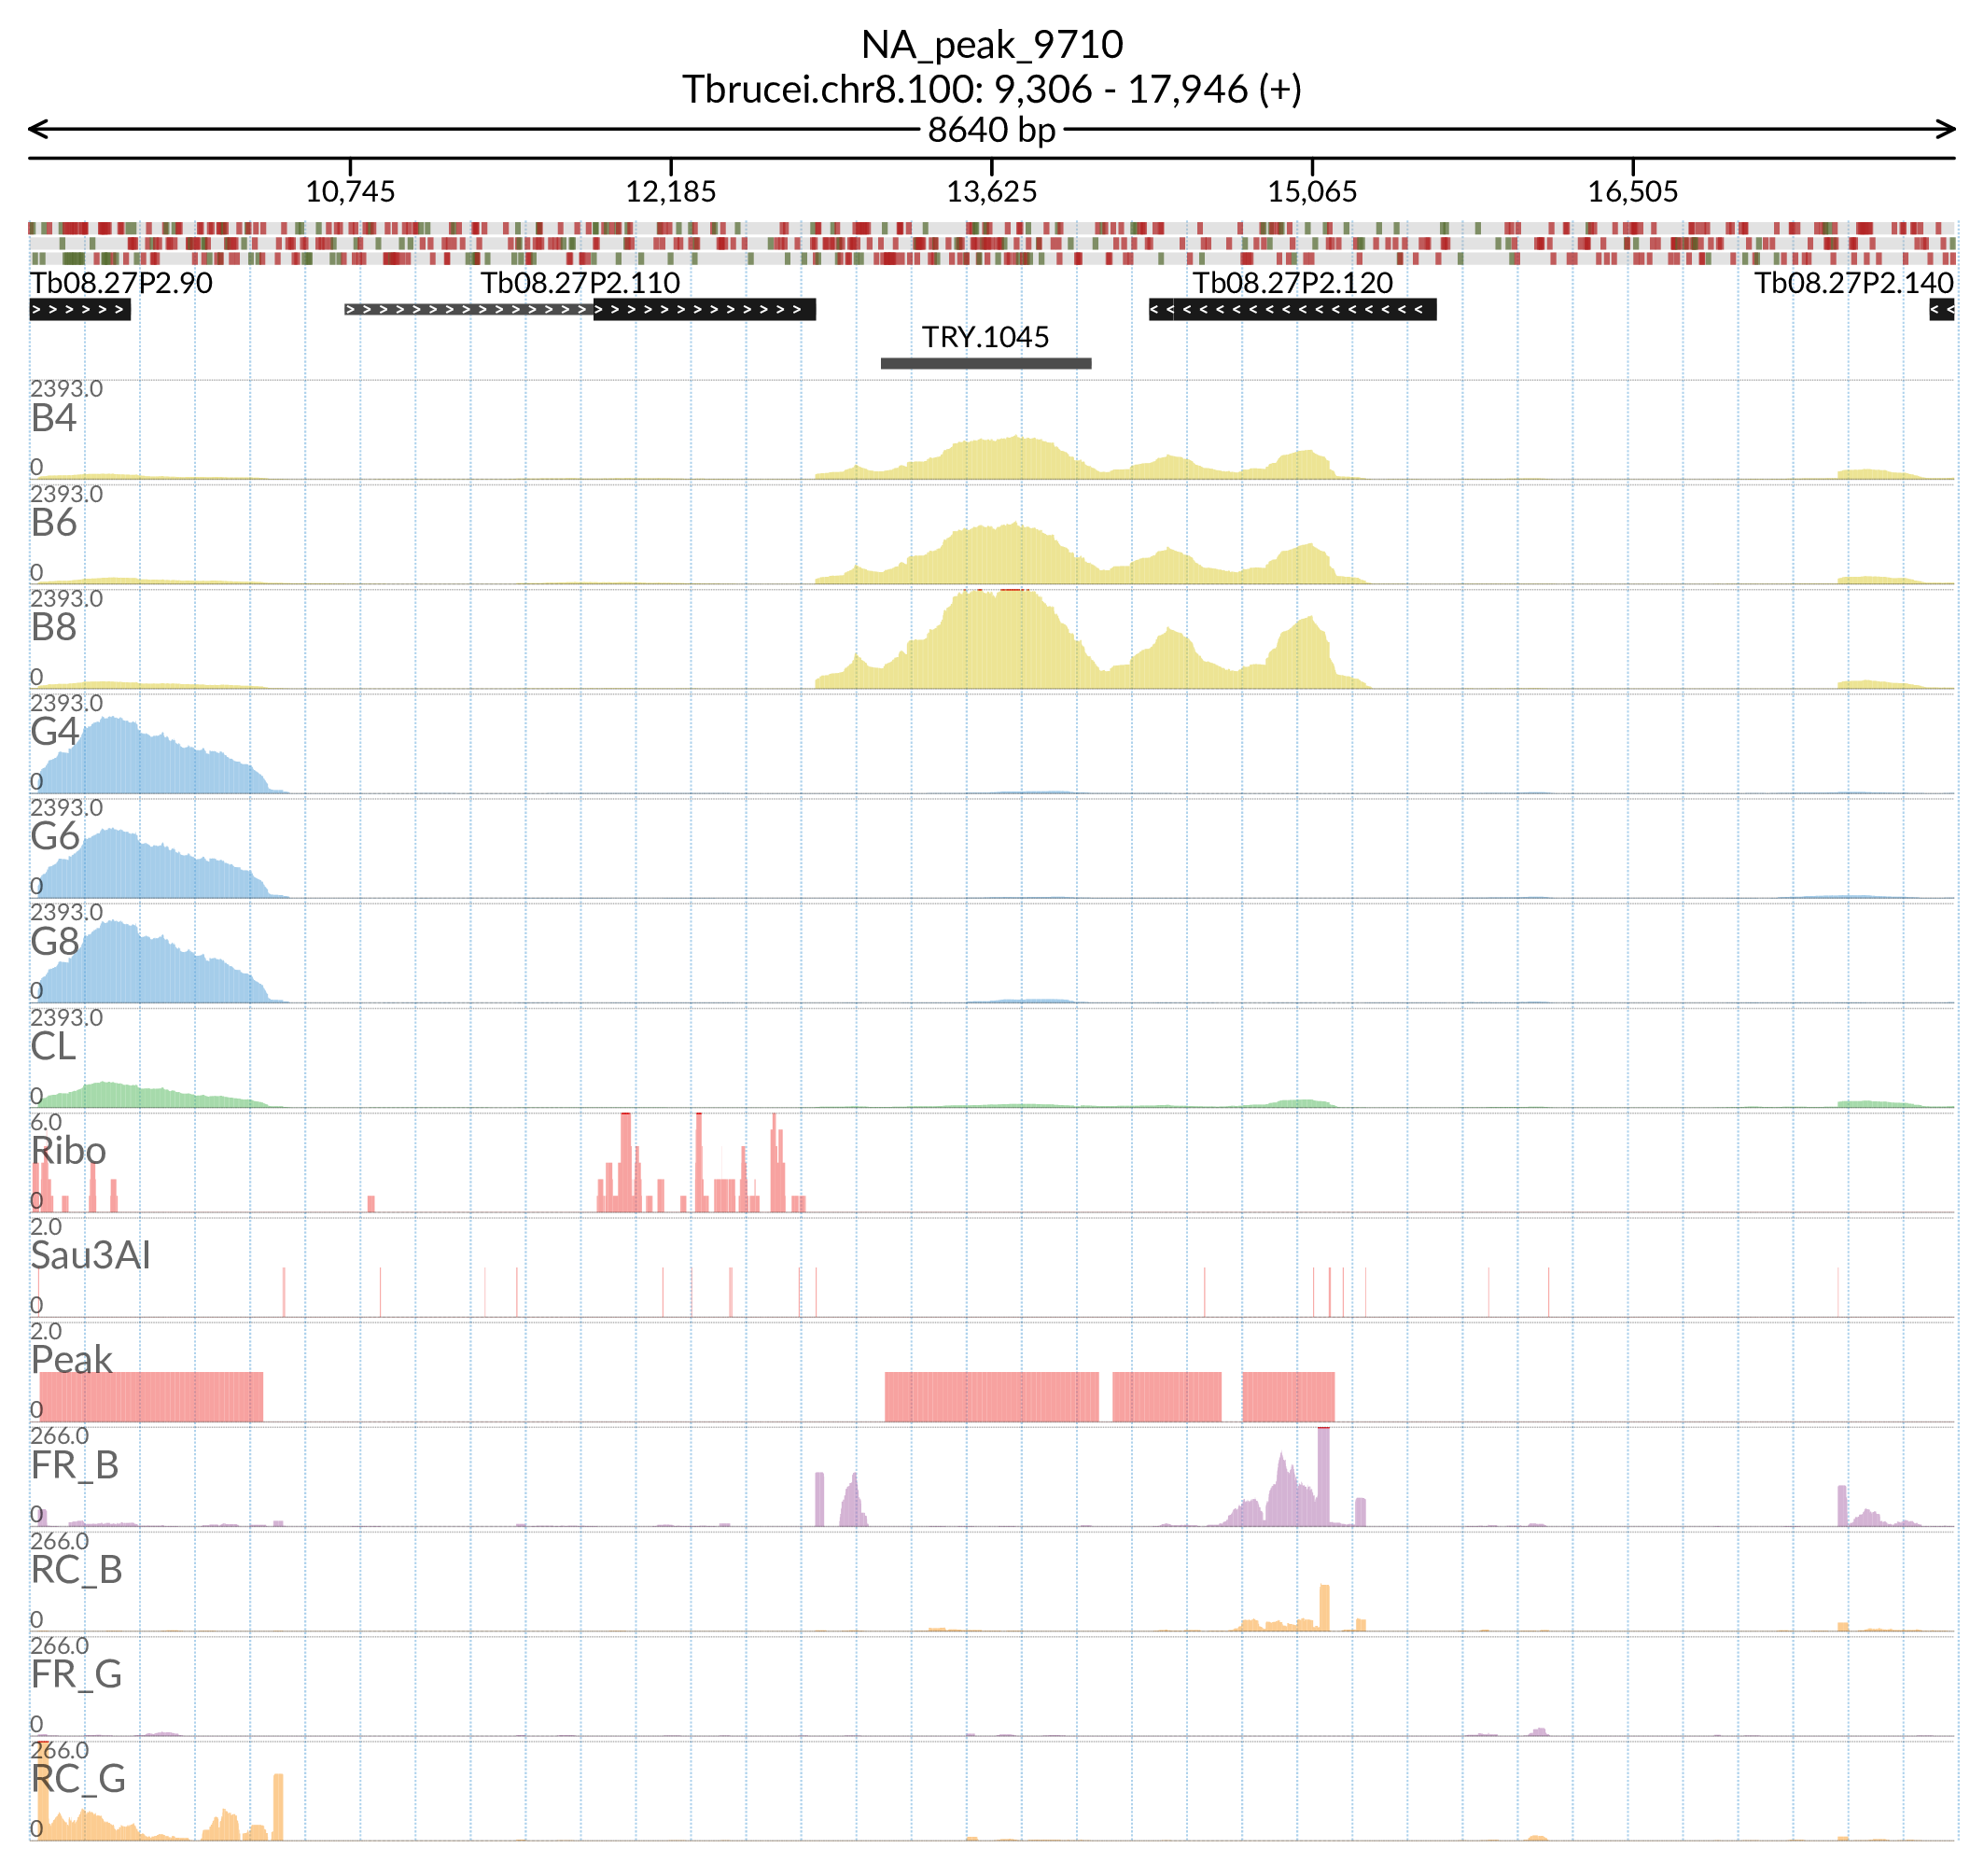 NA_peak_9710
Tbrucei.chr8.100: 9,306 - 17,946 (+)
8640 bp
10,745 12,185 13,625 15,065 16,505
Tb08.27P2.90 Tb08.27P2.110 Tb08.27P2.120 Tb08.27P2.140
TRY.1045
2393.0
B4
0
2393.0
B6
0
2393.0
B8
0
2393.0
G4
0
2393.0
G6
0
2393.0
G8
0
2393.0
CL
0
6.0
Ribo
0
2.0
Sau3AI
0
2.0
Peak
0
266.0
FR_B
0
266.0
RC_B
0
266.0
FR_G
0
266.0
RC_G
0